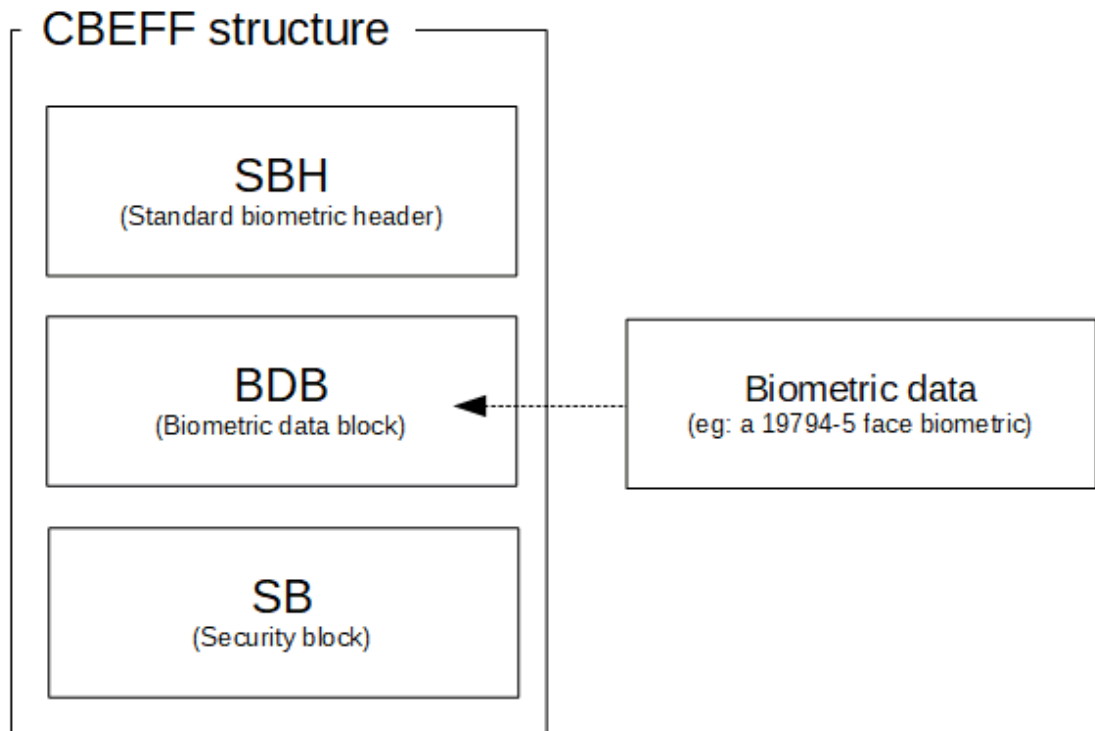 CBEFF structure
SBH
(Standard biometric header)
BDB
(Biometric data block)
Biometric data
(eg: a 19794-5 face biometric)
SB
(Security block)